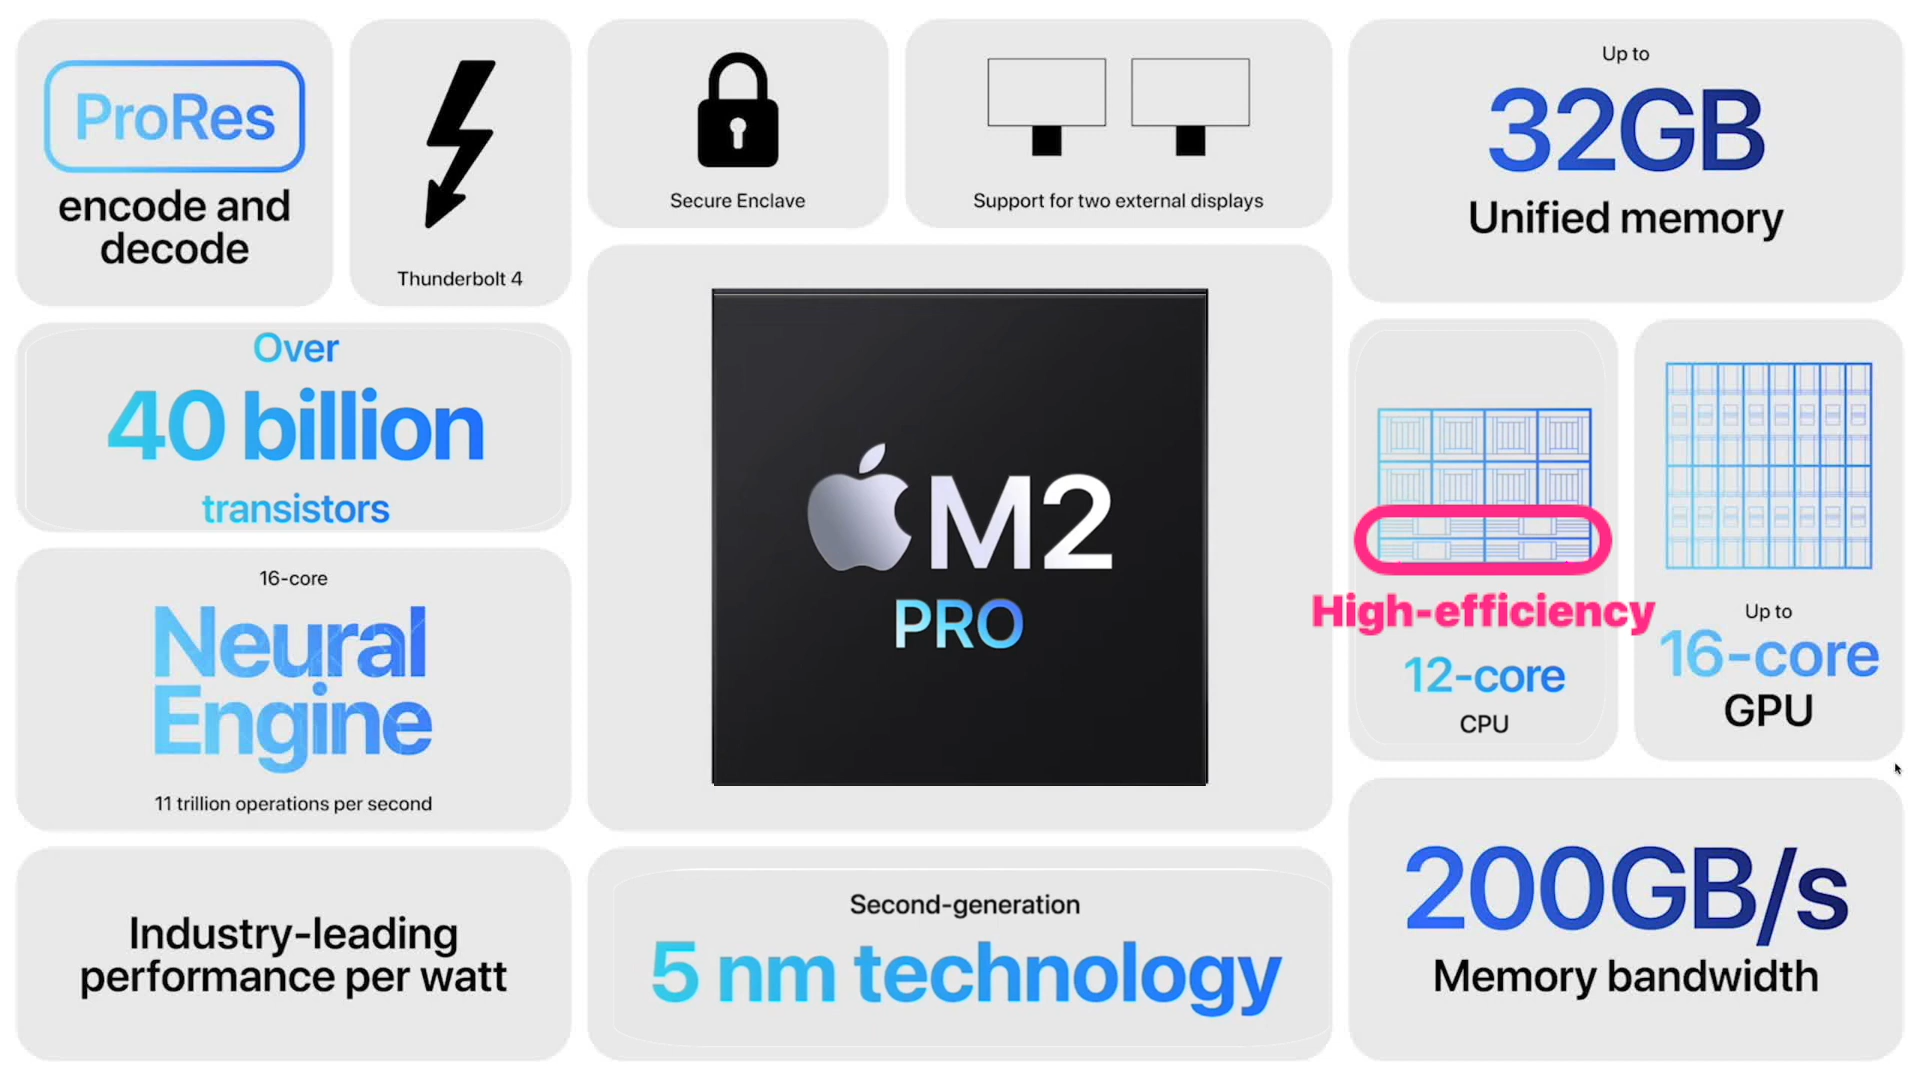 ProRes
encode and
decode
Thunderbolt 4
Secure Enclave
Support for two external displays
Up to
32GB
Unified memory
Over
40 billion
transistors
M2
PRO
High-efficiency
12-core
CPU
Up to
16-core
GPU
16-core
Neural
Engine
11 trillion operations per second
Industry-leading
performance per watt
Second-generation
5 nm technology
200GB/s
Memory bandwidth